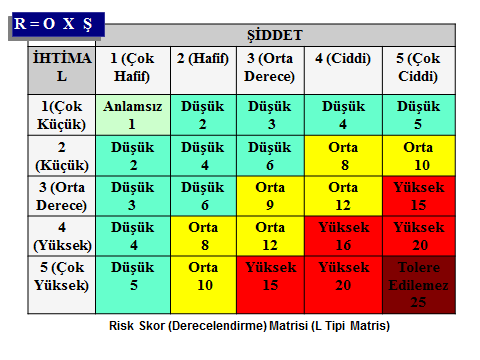 R = O X Ş
ŞİDDET
İHTİMA
L
1 (Çok
Hafif)
2 (Hafif)
3 (Orta
Derece)
4 (Ciddi)
5 (Çok
Ciddi)
1(Çok
Küçük)
Anlamsız
1
Düşük
2
Düşük
3
Düşük
4
Düşük
5
2
(Küçük)
Düşük
2
Düşük
4
Düşük
6
Orta
8
Orta
10
3 (Orta
Derece)
Düşük
3
Düşük
6
Orta
9
Orta
12
Yüksek
15
4
(Yüksek)
Düşük
4
Orta
8
Orta
12
Yüksek
16
Yüksek
20
5 (Çok
Yüksek)
Düşük
5
Orta
10
Yüksek
15
Yüksek
20
Tolere
Edilemez
25
Risk Skor (Derecelendirme) Matrisi (L Tipi Matris)